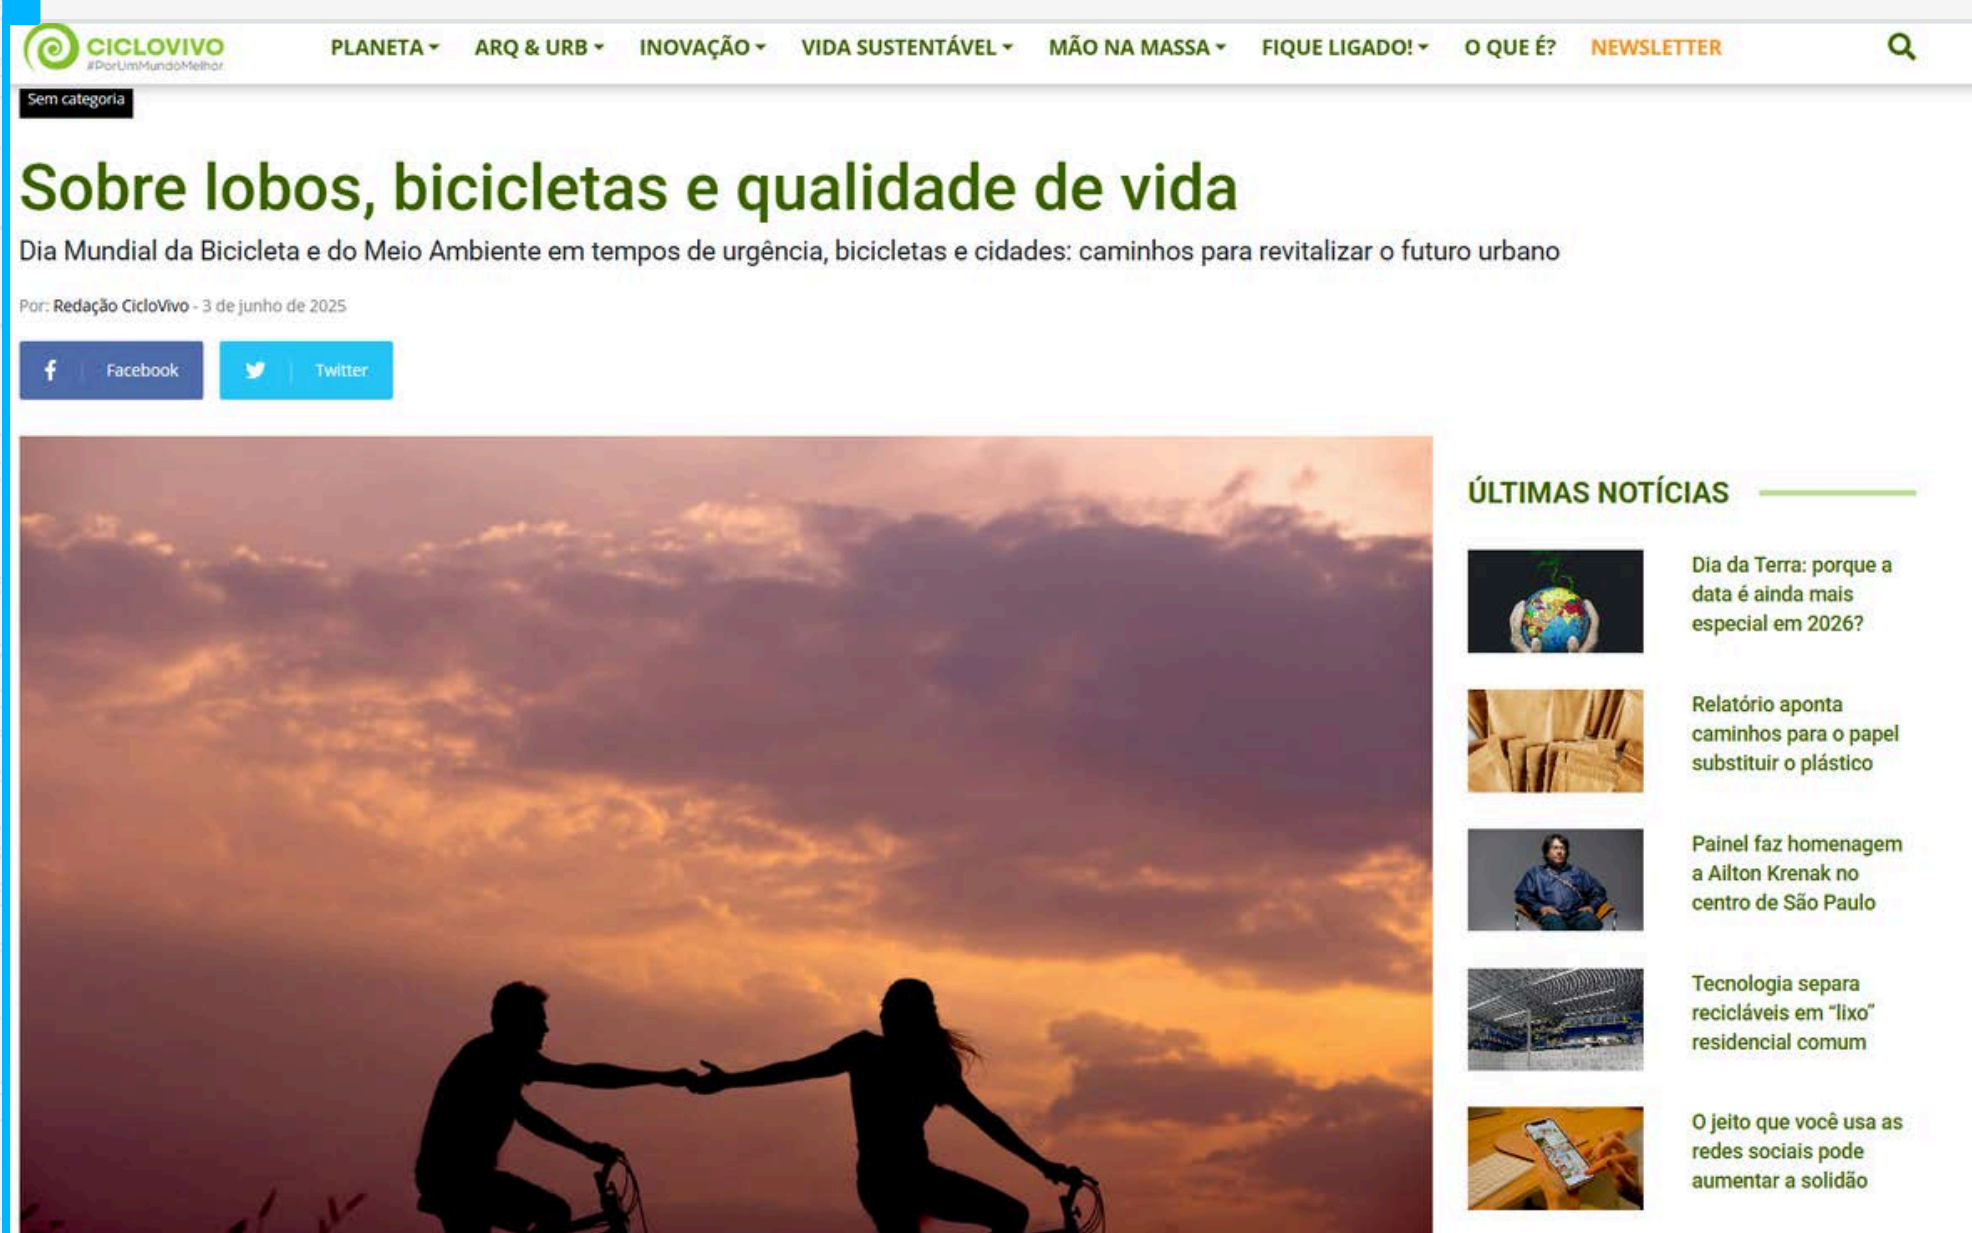 CICLOVIVO
#PorUmMundoMelhor
PLANETA ARQ & URB INOVAÇÃO VIDA SUSTENTÁVEL MÃO NA MASSA FIQUE LIGADO! O QUE É? NEWSLETTER
Sem categoria
Sobre lobos, bicicletas e qualidade de vida
Dia Mundial da Bicicleta e do Meio Ambiente em tempos de urgência, bicicletas e cidades: caminhos para revitalizar o futuro urbano
Por: Redação CicloVivo - 3 de junho de 2025
Facebook Twitter
ÚLTIMAS NOTÍCIAS
Dia da Terra: porque a
data é ainda mais
especial em 2026?
Relatório aponta
caminhos para o papel
substituir o plástico
Painel faz homenagem
a Ailton Krenak no
centro de São Paulo
Tecnologia separa
recicláveis em “lixo”
residencial comum
O jeito que você usa as
redes sociais pode
aumentar a solidão